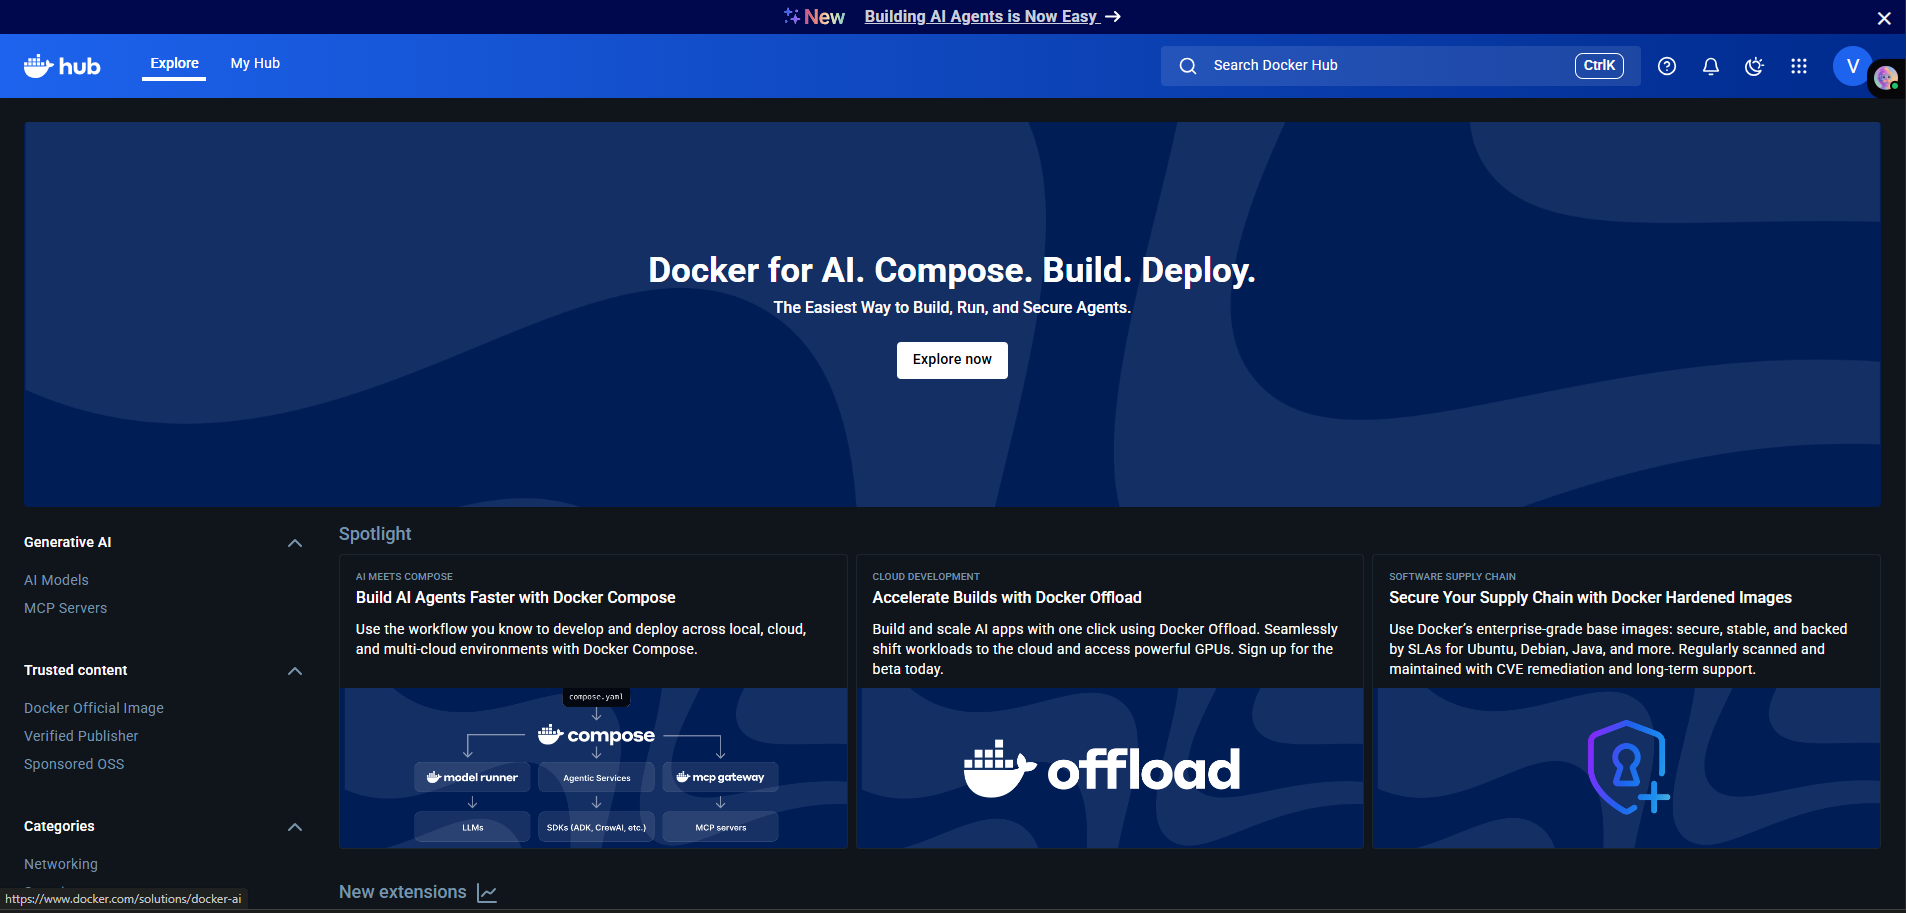 New Building AI Agents is Now Easy
hub
Explore
My Hub
Search Docker Hub
CtrlK
V
Docker for AI. Compose. Build. Deploy.
The Easiest Way to Build, Run, and Secure Agents.
Explore now
Generative AI
AI Models
MCP Servers
Trusted content
Docker Official Image
Verified Publisher
Sponsored OSS
Categories
Networking
https://www.docker.com/solutions/docker-ai
Spotlight
AI MEETS COMPOSE
Build AI Agents Faster with Docker Compose
Use the workflow you know to develop and deploy across local, cloud,
and multi-cloud environments with Docker Compose.
compose.yaml
compose
model runner
Agentic Services
mcp gateway
LLMs
SDKs (ADK, CrewAI, etc.)
MCP servers
CLOUD DEVELOPMENT
Accelerate Builds with Docker Offload
Build and scale AI apps with one click using Docker Offload. Seamlessly
shift workloads to the cloud and access powerful GPUs. Sign up for the
beta today.
offload
SOFTWARE SUPPLY CHAIN
Secure Your Supply Chain with Docker Hardened Images
Use Docker’s enterprise-grade base images: secure, stable, and backed
by SLAs for Ubuntu, Debian, Java, and more. Regularly scanned and
maintained with CVE remediation and long-term support.
New extensions